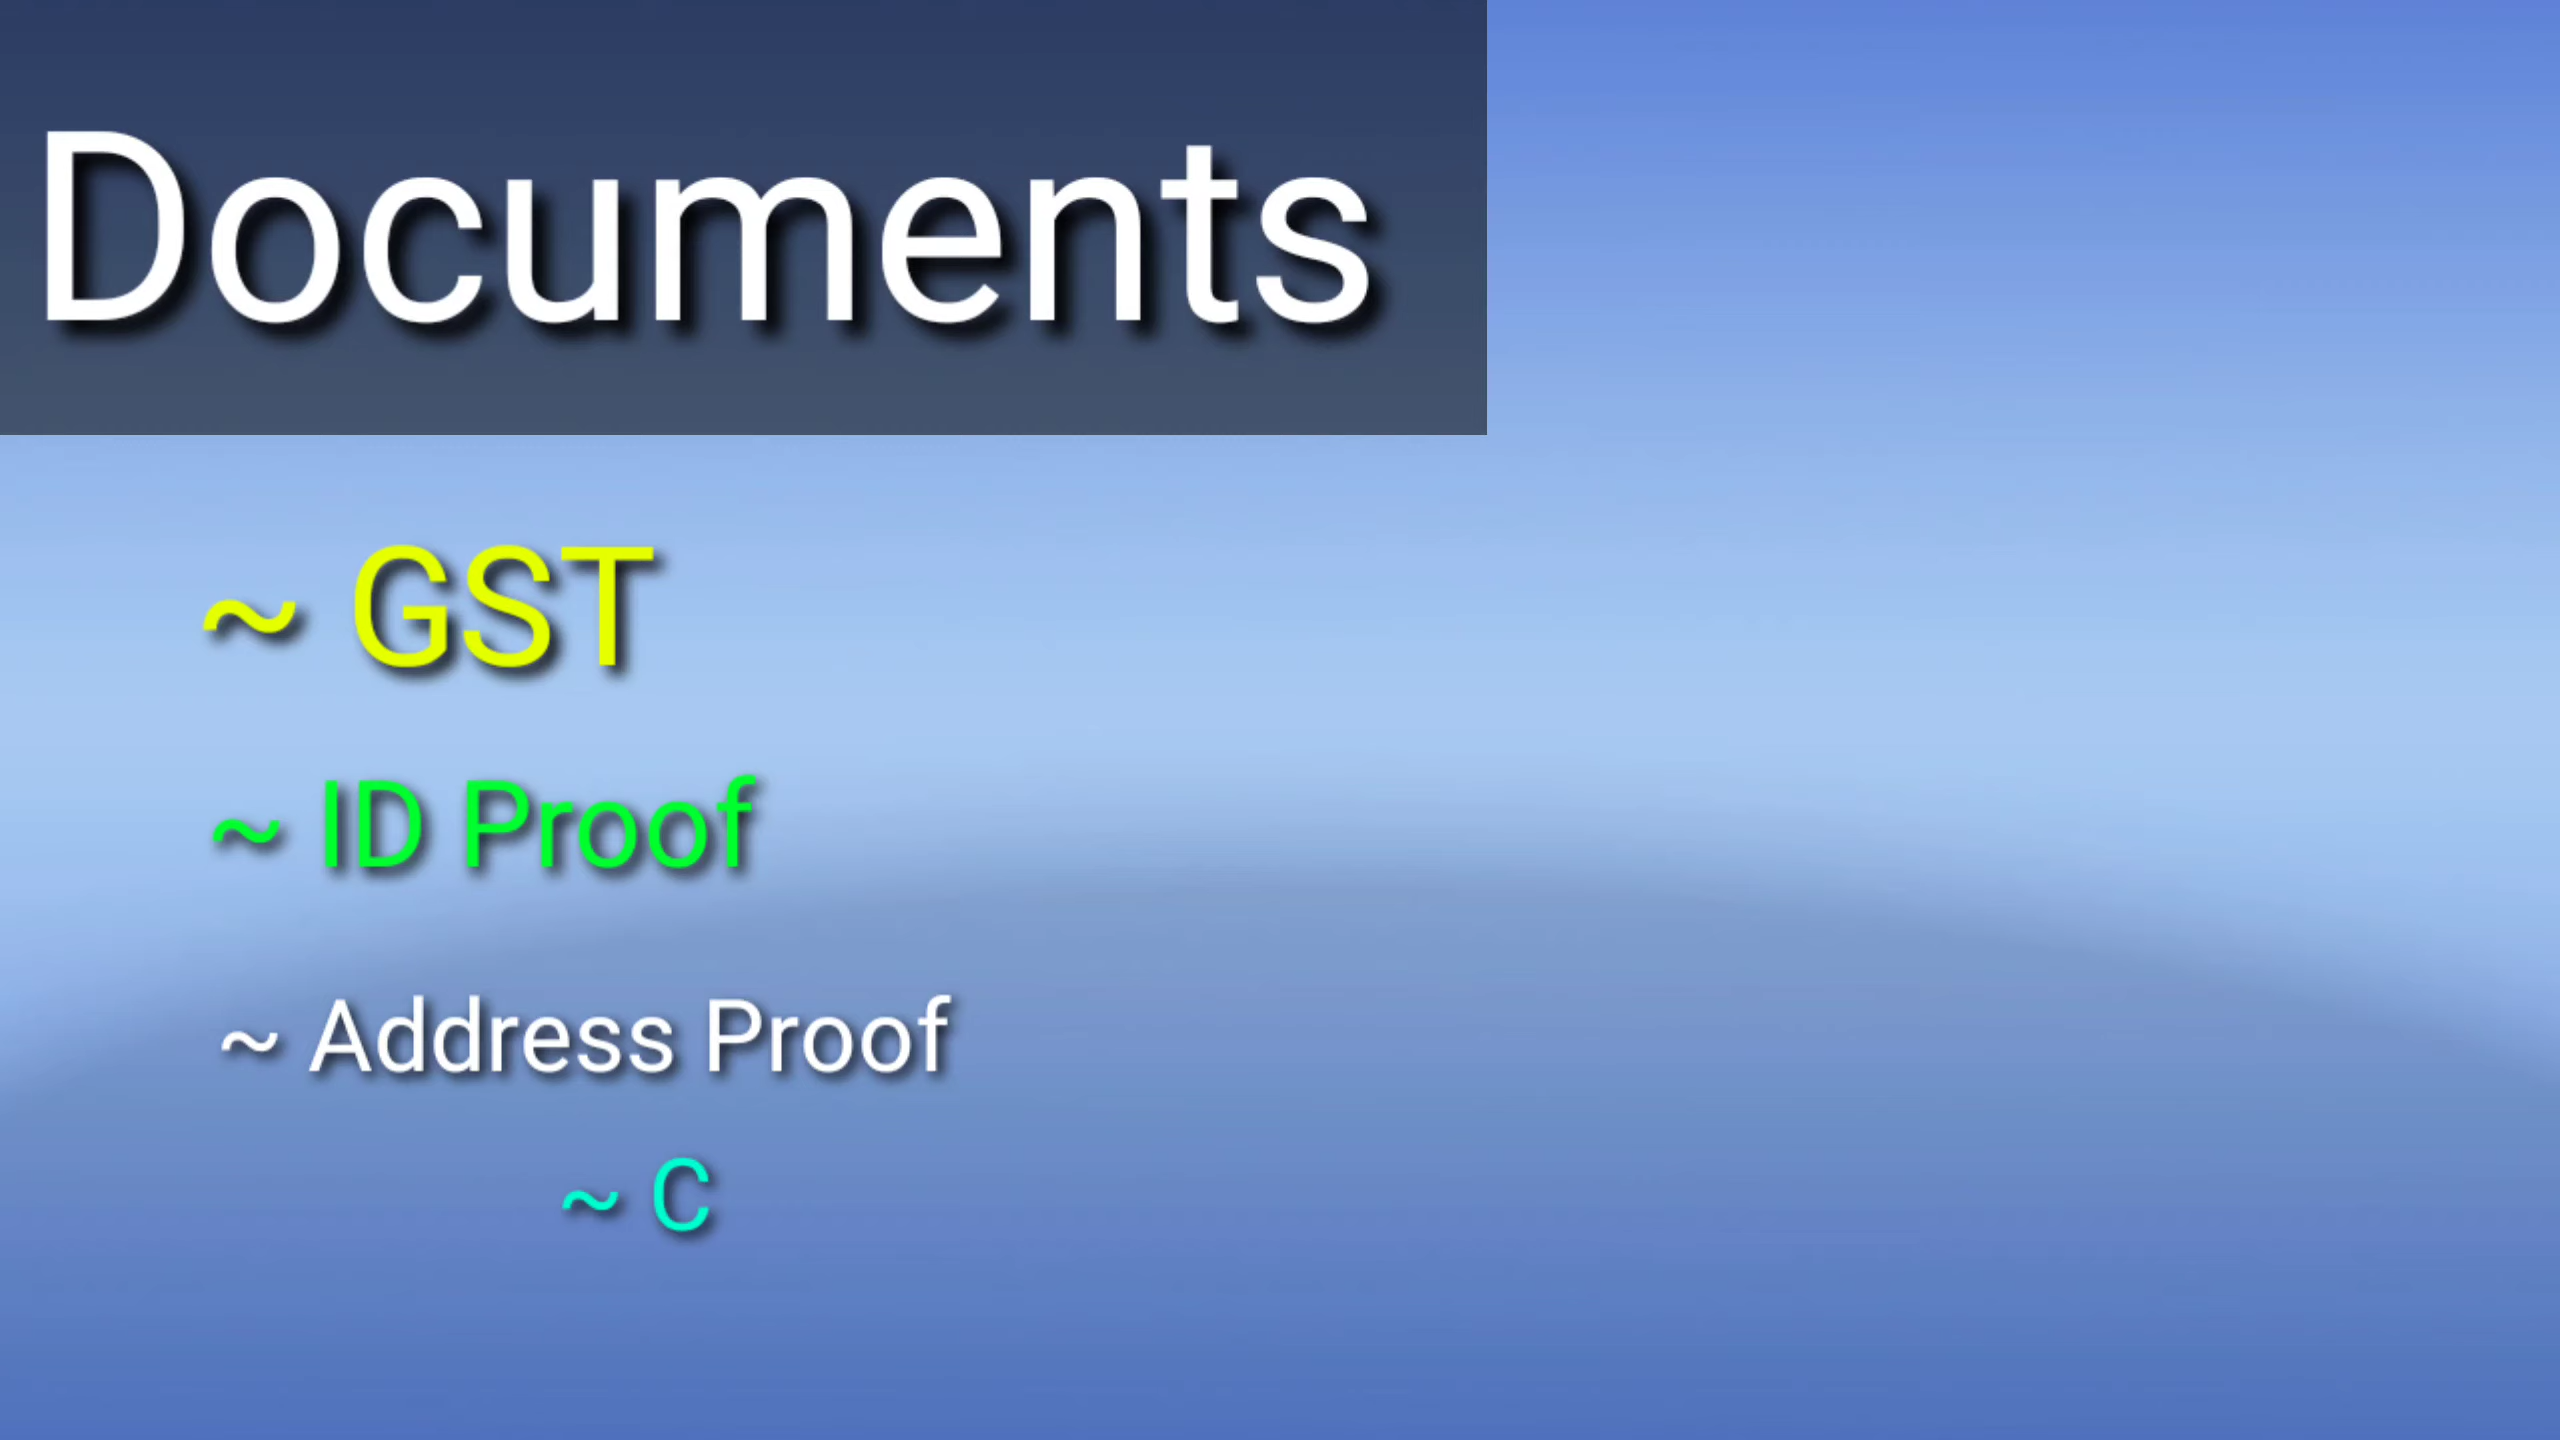 Documents
~ GST
~ ID Proof
~ Address Proof
~ C